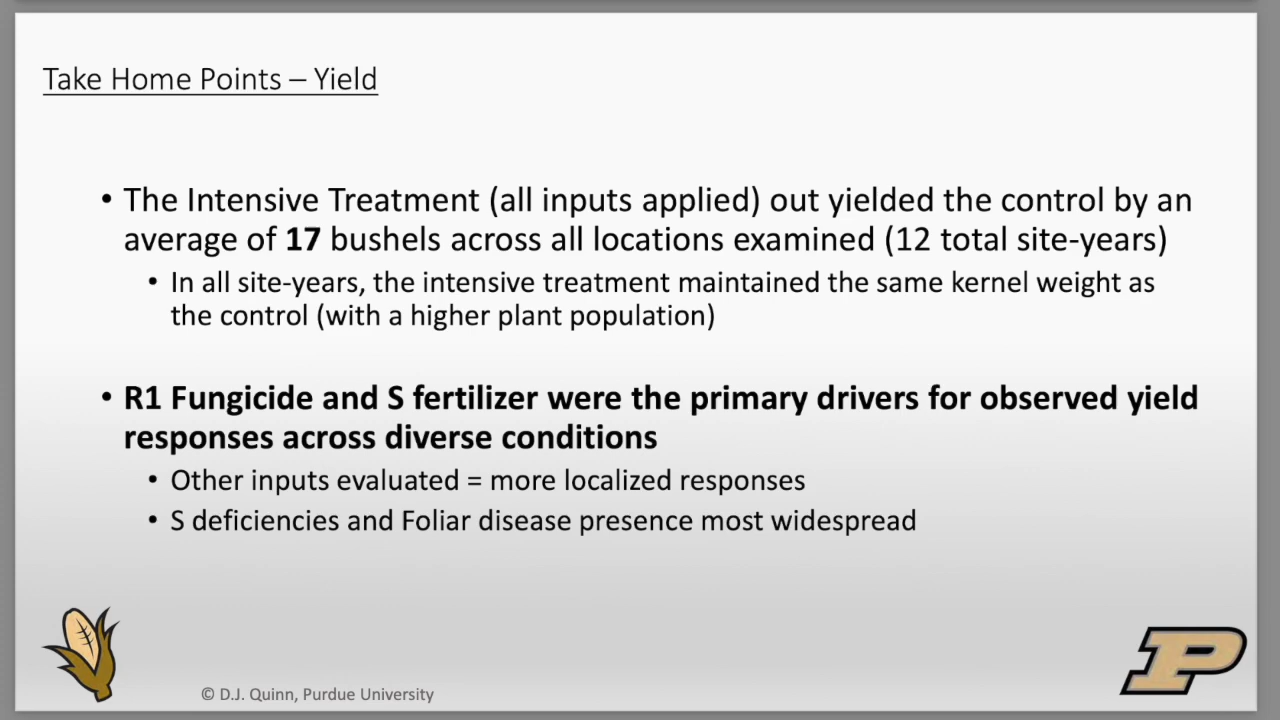 Take Home Points – Yield
• The Intensive Treatment (all inputs applied) out yielded the control by an
average of 17 bushels across all locations examined (12 total site-years)
• In all site-years, the intensive treatment maintained the same kernel weight as
the control (with a higher plant population)
• R1 Fungicide and S fertilizer were the primary drivers for observed yield
responses across diverse conditions
• Other inputs evaluated = more localized responses
• S deficiencies and Foliar disease presence most widespread
© D.J. Quinn, Purdue University
P